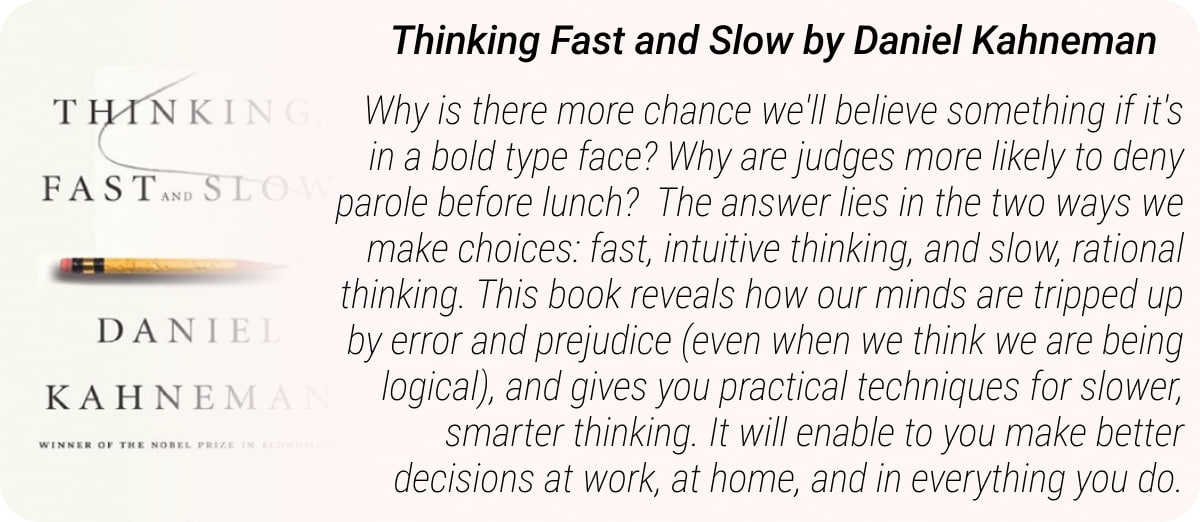 Thinking Fast and Slow by Daniel Kahneman
Why is there more chance we'll believe something if it's
in a bold type face? Why are judges more likely to deny
parole before lunch? The answer lies in the two ways we
make choices: fast, intuitive thinking, and slow, rational
thinking. This book reveals how our minds are tripped up
by error and prejudice (even when we think we are being
logical), and gives you practical techniques for slower,
smarter thinking. It will enable to you make better
decisions at work, at home, and in everything you do.
THINKING,
FAST AND SLOW
DANIEL
KAHNEMAN
WINNER OF THE NOBEL PRIZE IN ECONOMICS